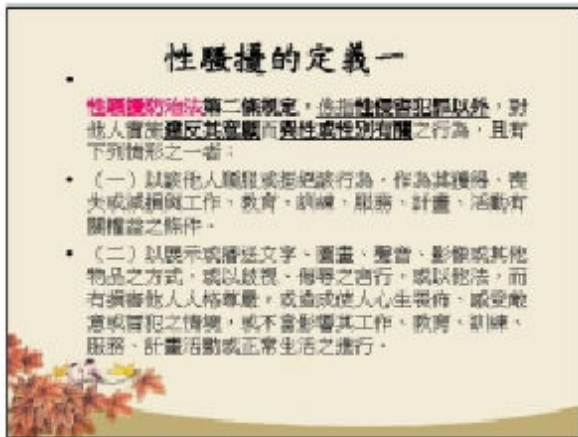 性騷擾的定義一
性騷擾防治法第二條規定，係指性侵害犯罪以外，對
他人實施違反其意願而與性或性別有關之行為，且有
下列情形之一者：
（一）以該他人順服或拒絕該行為，作為其獲得、喪
失或減損與工作、教育、訓練、服務、計畫、活動有
關權益之條件。
（二）以展示或播送文字、圖畫、聲音、影像或其他
物品之方式，或以歧視、侮辱之言行，或以他法，而
有損害他人人格尊嚴，或造成使人心生畏怖、感受敵
意或冒犯之情境，或不當影響其工作、教育、訓練、
服務、計畫活動或正常生活之進行。